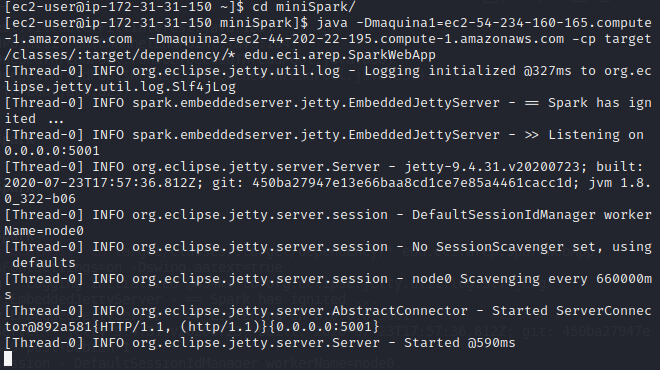 [ec2-user@ip-172-31-31-150 ~]$ cd miniSpark/
[ec2-user@ip-172-31-31-150 miniSpark]$ java -Dmaquina1=ec2-54-234-160-165.compute
-1.amazonaws.com  -Dmaquina2=ec2-44-202-22-195.compute-1.amazonaws.com -cp target
/classes/:target/dependency/* edu.eci.arep.SparkWebApp
[Thread-0] INFO org.eclipse.jetty.util.log - Logging initialized @327ms to org.ec
lipse.jetty.util.log.Slf4jLog
[Thread-0] INFO spark.embeddedserver.jetty.EmbeddedJettyServer - == Spark has ign
ited ...
[Thread-0] INFO spark.embeddedserver.jetty.EmbeddedJettyServer - >> Listening on
0.0.0.0:5001
[Thread-0] INFO org.eclipse.jetty.server.Server - jetty-9.4.31.v20200723; built:
2020-07-23T17:57:36.812Z; git: 450ba27947e13e66baa8cd1ce7e85a4461cacc1d; jvm 1.8.
0_322-b06
[Thread-0] INFO org.eclipse.jetty.server.session - DefaultSessionIdManager worker
Name=node0
[Thread-0] INFO org.eclipse.jetty.server.session - No SessionScavenger set, using
 defaults
[Thread-0] INFO org.eclipse.jetty.server.session - node0 Scavenging every 660000m
s
[Thread-0] INFO org.eclipse.jetty.server.AbstractConnector - Started ServerConnec
tor@892a581{HTTP/1.1, (http/1.1)}{0.0.0.0:5001}
[Thread-0] INFO org.eclipse.jetty.server.Server - Started @590ms